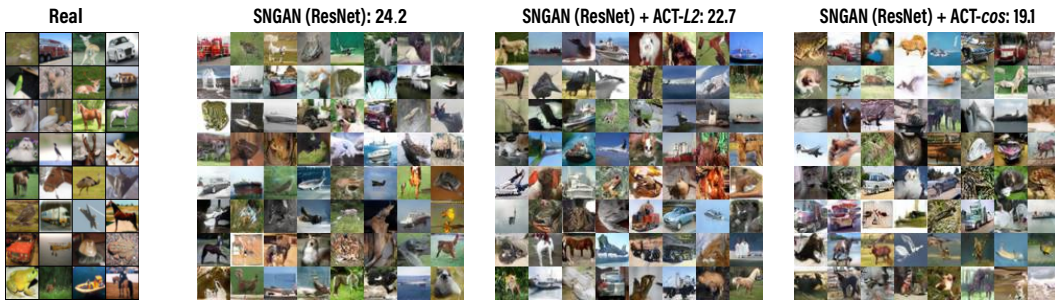 Real
SNGAN (ResNet): 24.2
SNGAN (ResNet) + ACT-L2: 22.7
SNGAN (ResNet) + ACT-cos: 19.1